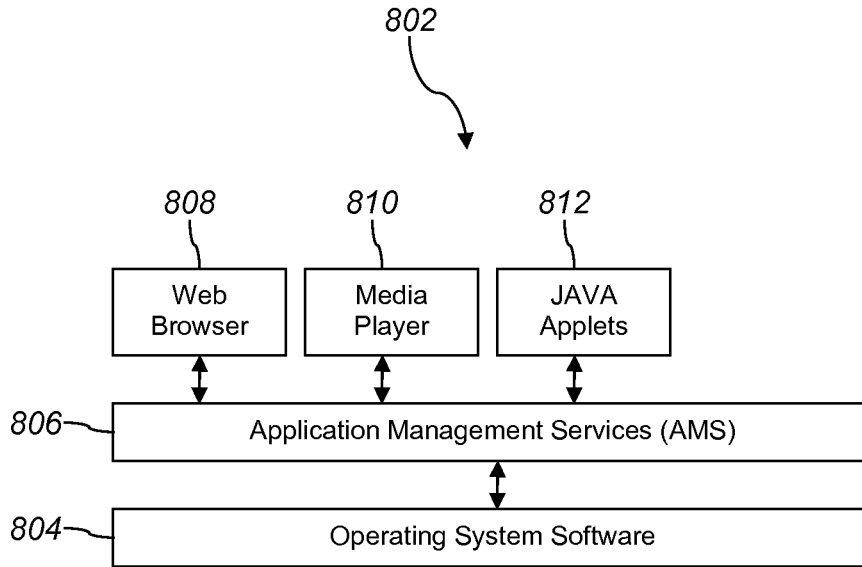 802
808
810
812
Web
Browser
Media
Player
JAVA
Applets
806
Application Management Services (AMS)
804
Operating System Software